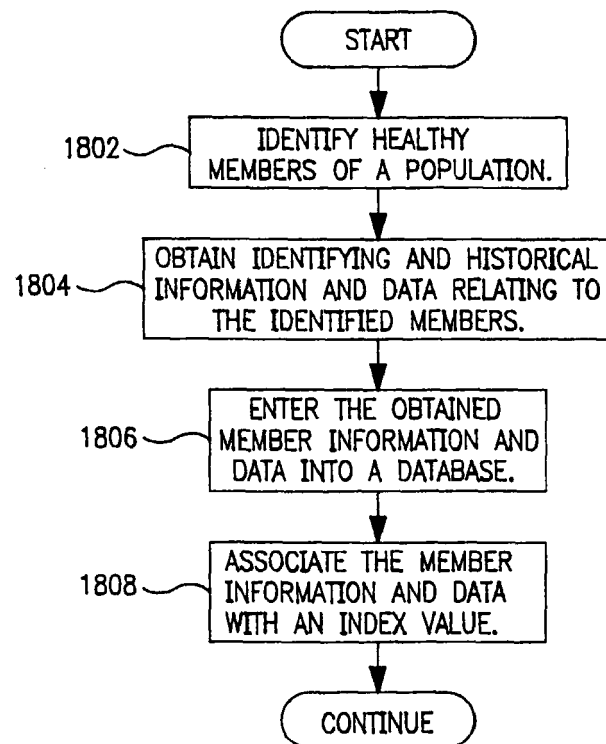 START
1802
IDENTIFY HEALTHY
MEMBERS OF A POPULATION.
1804
OBTAIN IDENTIFYING AND HISTORICAL
INFORMATION AND DATA RELATING TO
THE IDENTIFIED MEMBERS.
1806
ENTER THE OBTAINED
MEMBER INFORMATION AND
DATA INTO A DATABASE.
1808
ASSOCIATE THE MEMBER
INFORMATION AND DATA
WITH AN INDEX VALUE.
CONTINUE